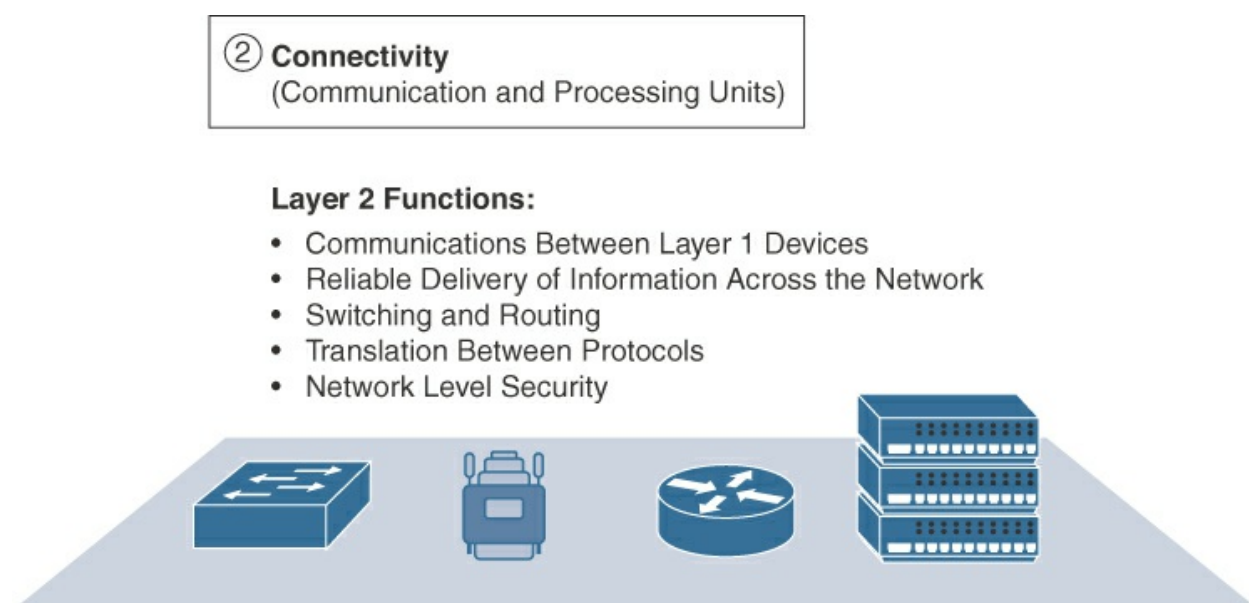 ② Connectivity
(Communication and Processing Units)
Layer 2 Functions:
• Communications Between Layer 1 Devices
• Reliable Delivery of Information Across the Network
• Switching and Routing
• Translation Between Protocols
• Network Level Security